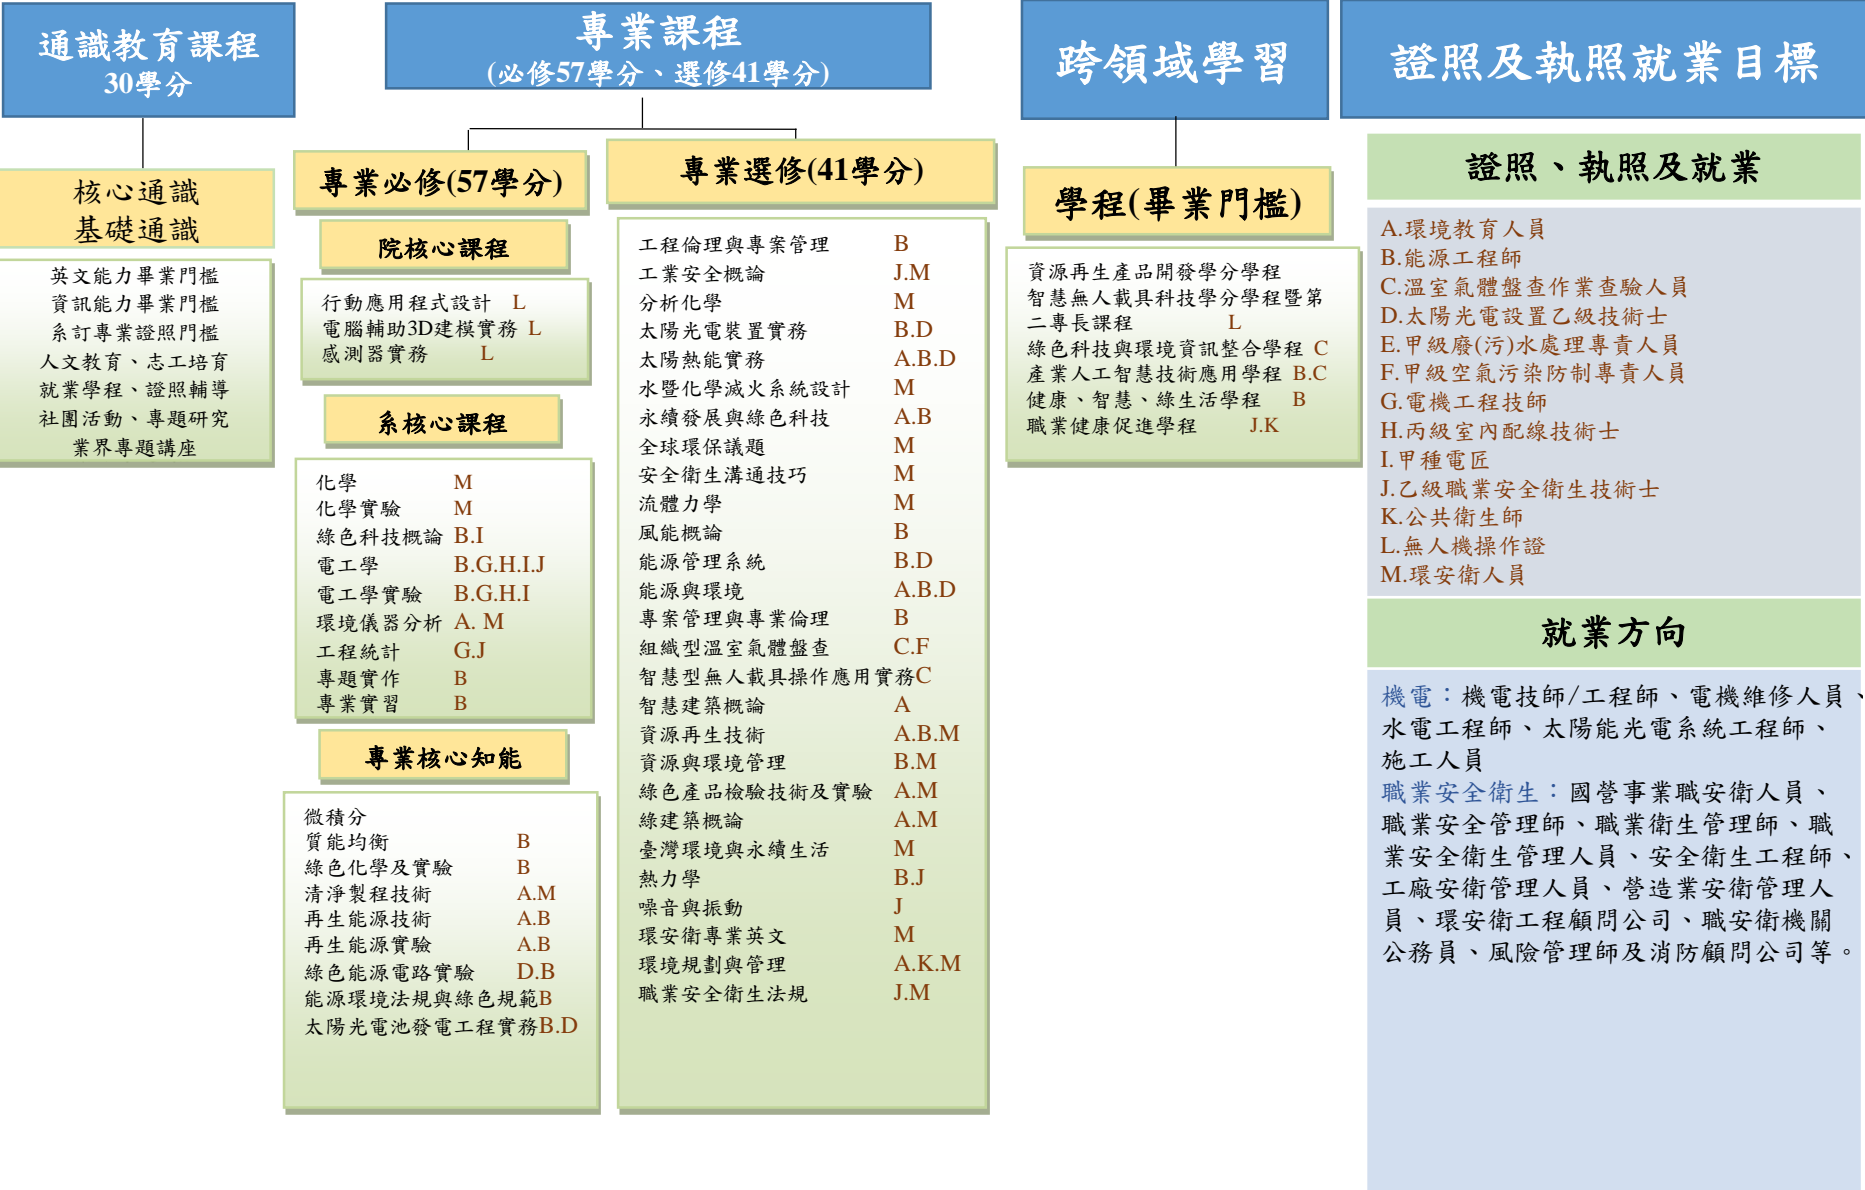 通識教育課程
30學分
核心通識
基礎通識
英文能力畢業門檻
資訊能力畢業門檻
系訂專業證照門檻
人文教育、志工培育
就業學程、證照輔導
社團活動、專題研究
業界專題講座
專業課程
(必修57學分、選修41學分)
專業必修(57學分)
院核心課程
行動應用程式設計 L
電腦輔助3D建模實務 L
感測器實務 L
系核心課程
化學 M
化學實驗 M
綠色科技概論 B.I
電工學 B.G.H.I.J
電工學實驗 B.G.H.I
環境儀器分析 A. M
工程統計 G.J
專題實作 B
專業實習 B
專業核心知能
微積分
質能均衡 B
綠色化學及實驗 B
清淨製程技術 A.M
再生能源技術 A.B
再生能源實驗 A.B
綠色能源電路實驗 D.B
能源環境法規與綠色規範B
太陽光電池發電工程實務B.D
專業選修(41學分)
工程倫理與專案管理 B
工業安全概論 J.M
分析化學 M
太陽光電裝置實務 B.D
太陽熱能實務 A.B.D
水暨化學滅火系統設計 M
永續發展與綠色科技 A.B
全球環保議題 M
安全衛生溝通技巧 M
流體力學 M
風能概論 B
能源管理系統 B.D
能源與環境 A.B.D
專案管理與專業倫理 B
組織型溫室氣體盤查 C.F
智慧型無人載具操作應用實務C
智慧建築概論 A
資源再生技術 A.B.M
資源與環境管理 B.M
綠色產品檢驗技術及實驗 A.M
綠建築概論 A.M
臺灣環境與永續生活 M
熱力學 B.J
噪音與振動 J
環安衛專業英文 M
環境規劃與管理 A.K.M
職業安全衛生法規 J.M
跨領域學習
學程(畢業門檻)
資源再生產品開發學分學程
智慧無人載具科技學分學程暨第
二專長課程 L
綠色科技與環境資訊整合學程 C
產業人工智慧技術應用學程 B.C
健康、智慧、綠生活學程 B
職業健康促進學程 J.K
證照及執照就業目標
證照、執照及就業
A.環境教育人員
B.能源工程師
C.溫室氣體盤查作業查驗人員
D.太陽光電設置乙級技術士
E.甲級廢(污)水處理專責人員
F.甲級空氣污染防制專責人員
G.電機工程技師
H.丙級室內配線技術士
I.甲種電匠
J.乙級職業安全衛生技術士
K.公共衛生師
L.無人機操作證
M.環安衛人員
就業方向
機電：機電技師/工程師、電機維修人員、
水電工程師、太陽能光電系統工程師、
施工人員
職業安全衛生：國營事業職安衛人員、
職業安全管理師、職業衛生管理師、職
業安全衛生管理人員、安全衛生工程師、
工廠安衛管理人員、營造業安衛管理人
員、環安衛工程顧問公司、職安衛機關
公務員、風險管理師及消防顧問公司等。